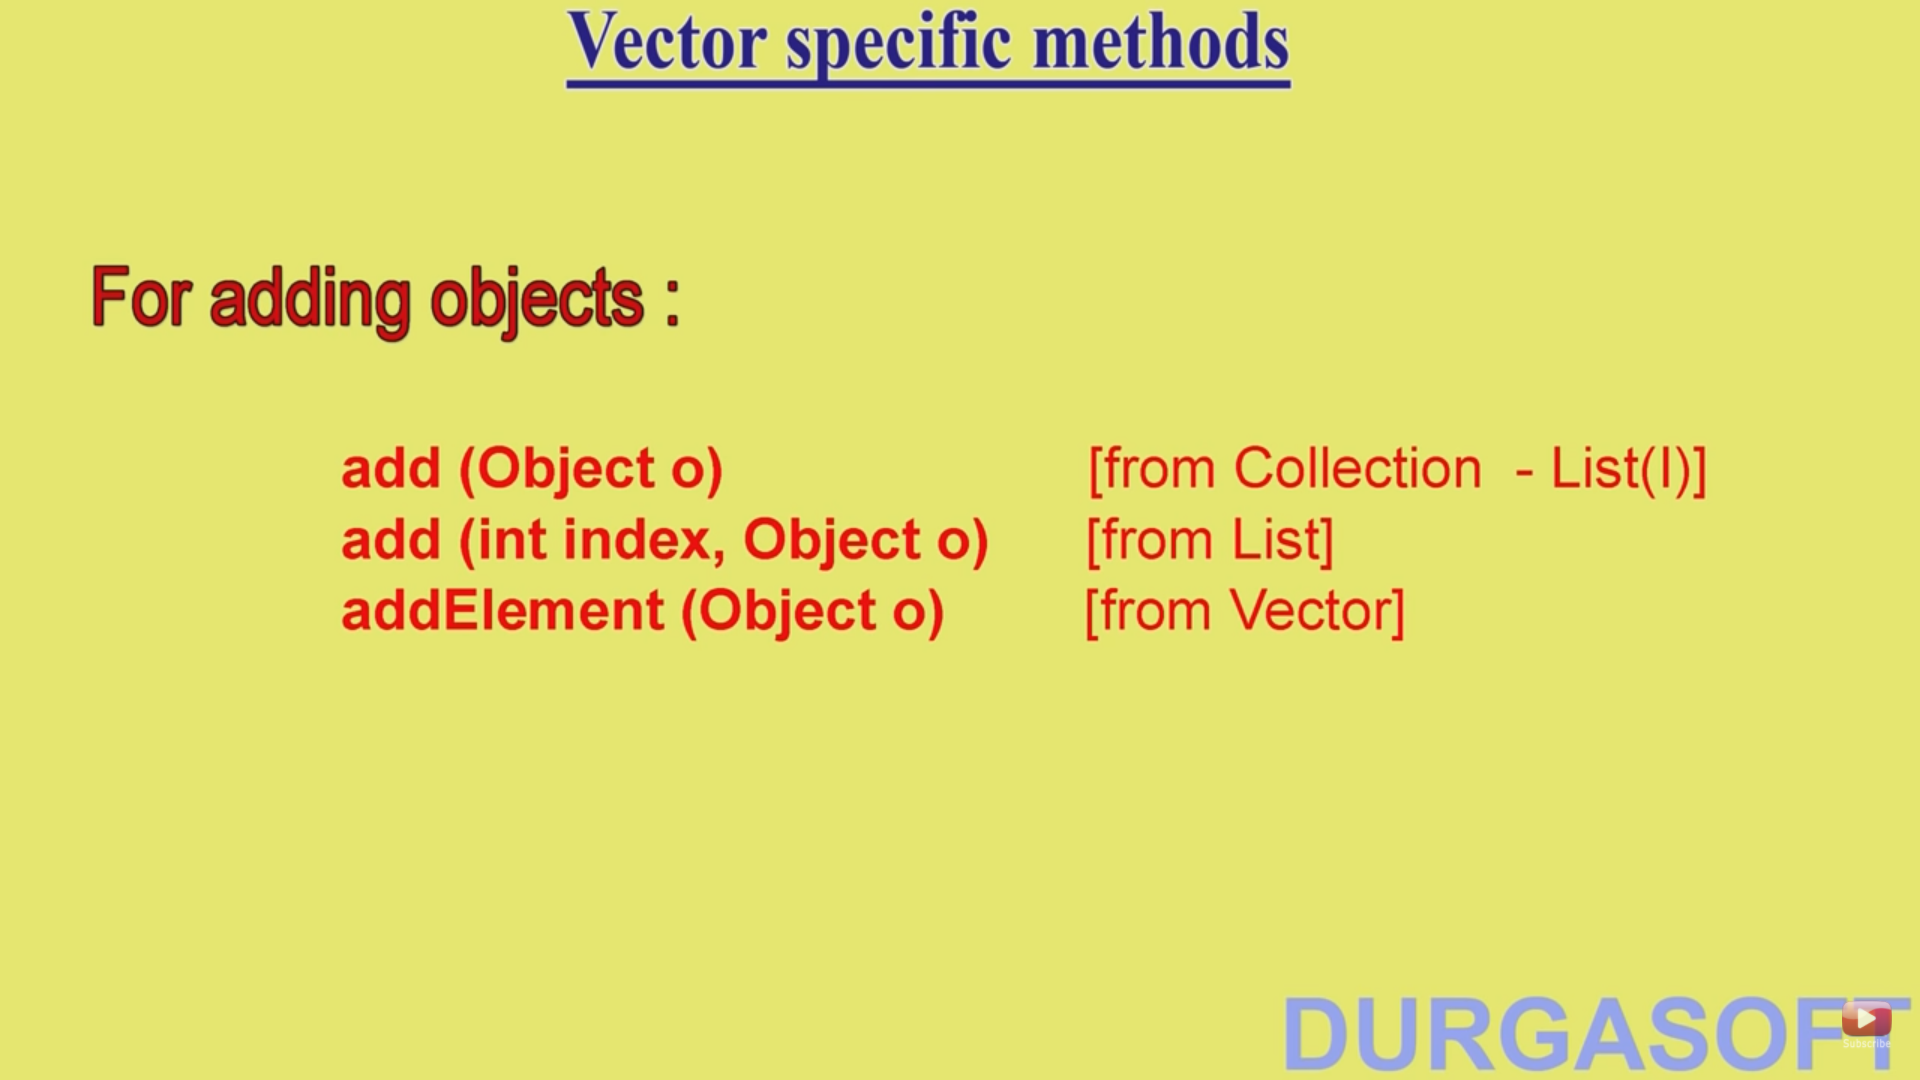 Vector specific methods
For adding objects :
add (Object o) [from Collection - List(I)]
add (int index, Object o) [from List]
addElement (Object o) [from Vector]
DURGASOFT
Subscribe